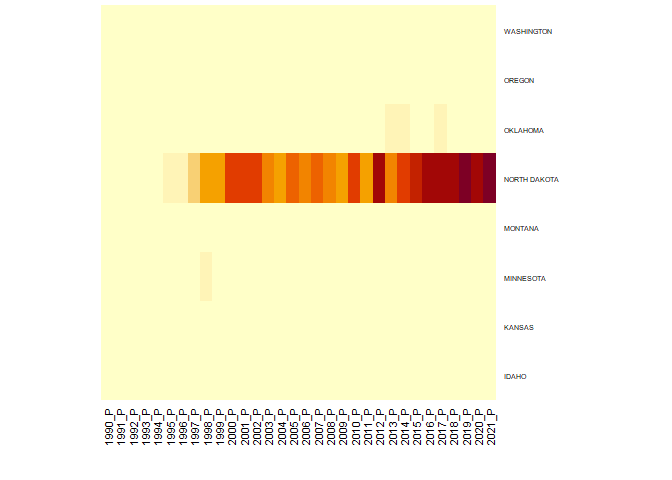 WASHINGTON
OREGON
OKLAHOMA
NORTH DAKOTA
MONTANA
MINNESOTA
KANSAS
IDAHO
1990_P
1991_P
1992_P
1993_P
1994_P
1995_P
1996_P
1997_P
1998_P
1999_P
2000_P
2001_P
2002_P
2003_P
2004_P
2005_P
2006_P
2007_P
2008_P
2009_P
2010_P
2011_P
2012_P
2013_P
2014_P
2015_P
2016_P
2017_P
2018_P
2019_P
2020_P
2021_P